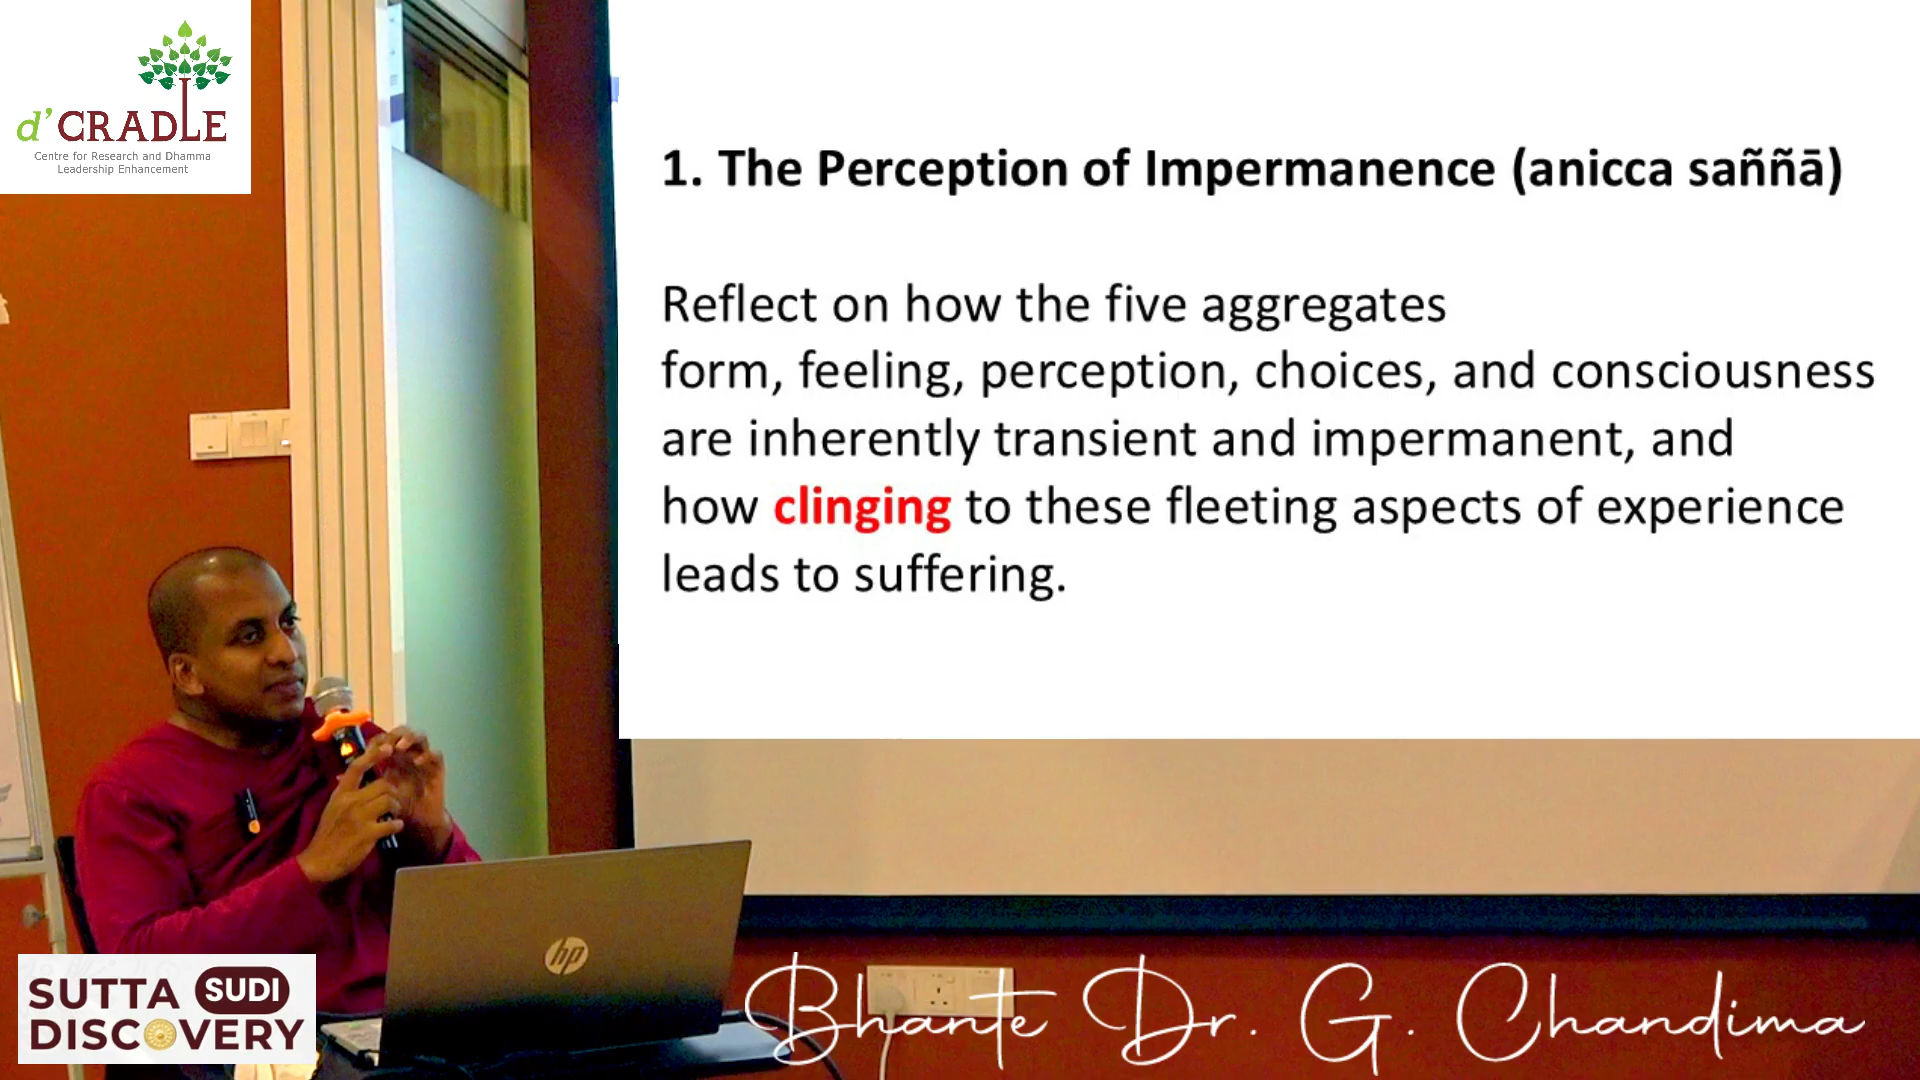 d'CRADLE
Centre for Research and Dhamma
Leadership Enhancement
1. The Perception of Impermanence (anicca saññā)
Reflect on how the five aggregates
form, feeling, perception, choices, and consciousness
are inherently transient and impermanent, and
how clinging to these fleeting aspects of experience
leads to suffering.
hp
SUTTA SUDI
DISCOVERY
Bhante Dr. G. Chandima